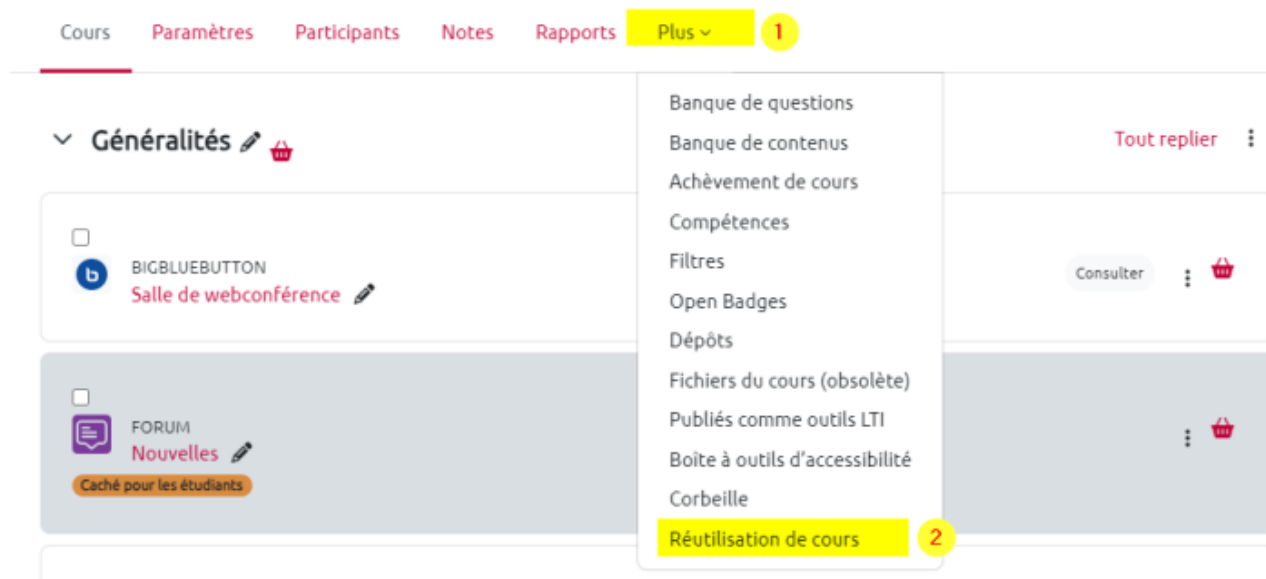 Cours Paramètres Participants Notes Rapports Plus 1
Généralités
Tout replier
BIGBLUEBUTTON
Salle de webconférence
Consulter
FORUM
Nouvelles
Caché pour les étudiants
Banque de questions
Banque de contenus
Achèvement de cours
Compétences
Filtres
Open Badges
Dépôts
Fichiers du cours (obsolète)
Publiés comme outils LTI
Boîte à outils d'accessibilité
Corbeille
Réutilisation de cours 2